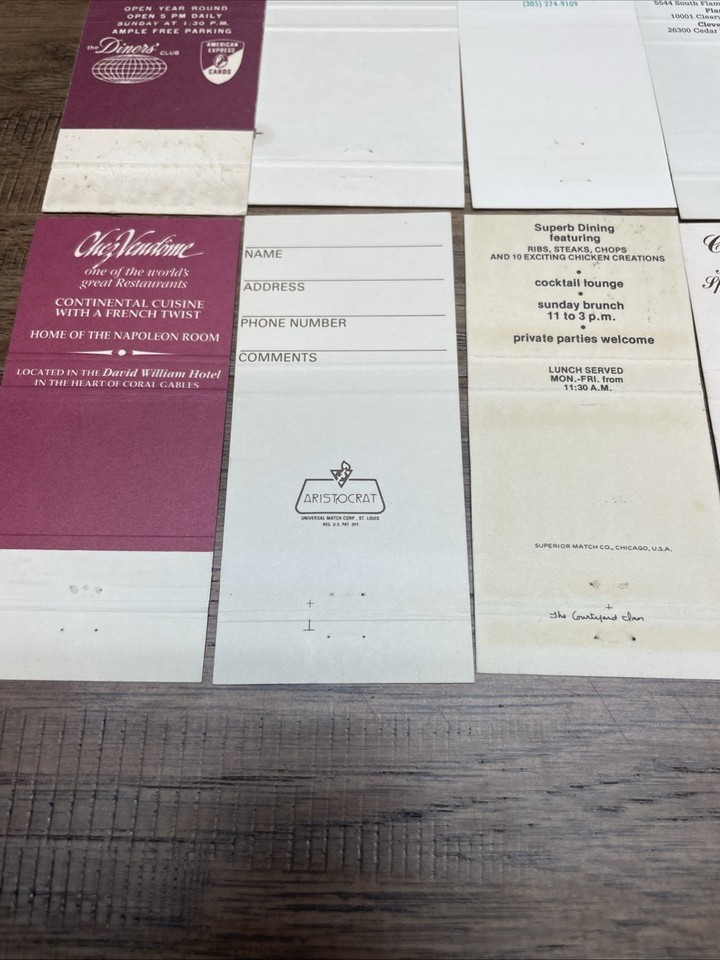 OPEN YEAR ROUND
OPEN 5 PM DAILY
SUNDAY AT 1:30 P.M.
AMPLE FREE PARKING
the Diners' CLUB
AMERICAN
EXPRESS
CARDS
(305) 274-9109
5544 South Flam
Plan
10001 Clear
Cleve
26300 Cedar
Chez Vendôme
one of the world's
great Restaurants
CONTINENTAL CUISINE
WITH A FRENCH TWIST
HOME OF THE NAPOLEON ROOM
LOCATED IN THE David William Hotel
IN THE HEART OF CORAL GABLES
NAME
ADDRESS
PHONE NUMBER
COMMENTS
ARISTOCRAT
UNIVERSAL MATCH CORP., ST. LOUIS
REG. U.S. PAT. OFF.
Superb Dining
featuring
RIBS, STEAKS, CHOPS
AND 10 EXCITING CHICKEN CREATIONS
cocktail lounge
sunday brunch
11 to 3 p.m.
private parties welcome
LUNCH SERVED
MON.-FRI. from
11:30 A.M.
SUPERIOR MATCH CO., CHICAGO, U.S.A.
The Courtyard Inn